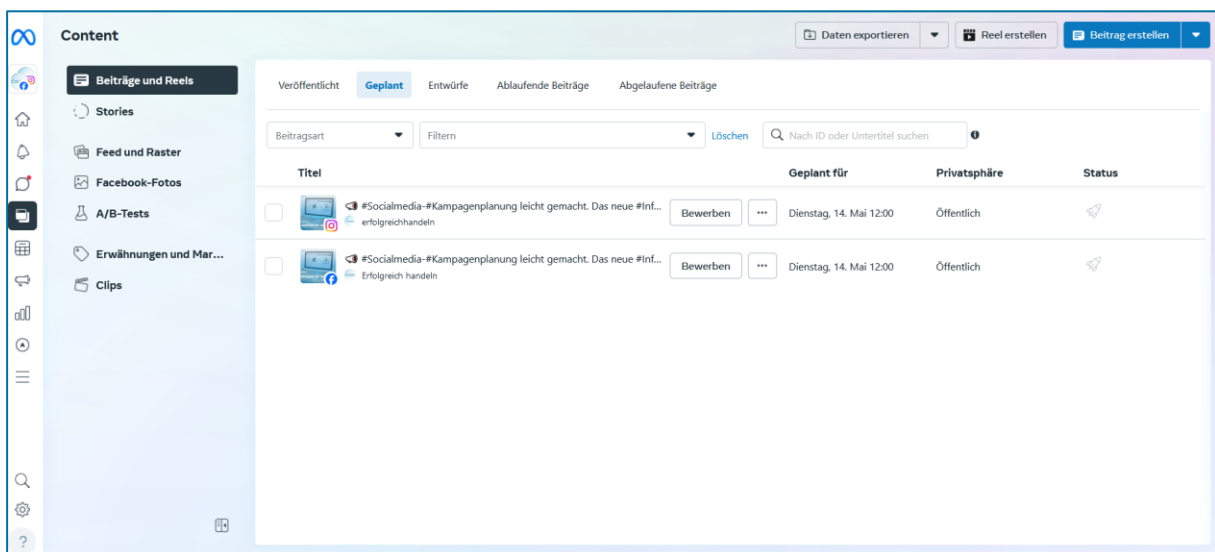 Content
Daten exportieren
Reel erstellen
Beitrag erstellen
Beiträge und Reels
Stories
Feed und Raster
Facebook-Fotos
A/B-Tests
Erwähnungen und Mar...
Clips
Veröffentlicht Geplant Entwürfe Ablaufende Beiträge Abgelaufene Beiträge
Beitragsart Filtern Löschen Nach ID oder Untertitel suchen
Titel Geplant für Privatsphäre Status
#Socialmedia-#Kampagenplanung leicht gemacht. Das neue #Inf... Bewerben ... Dienstag, 14. Mai 12:00 Öffentlich
erfolgreichhandeln
#Socialmedia-#Kampagenplanung leicht gemacht. Das neue #Inf... Bewerben ... Dienstag, 14. Mai 12:00 Öffentlich
Erfolgreich handeln